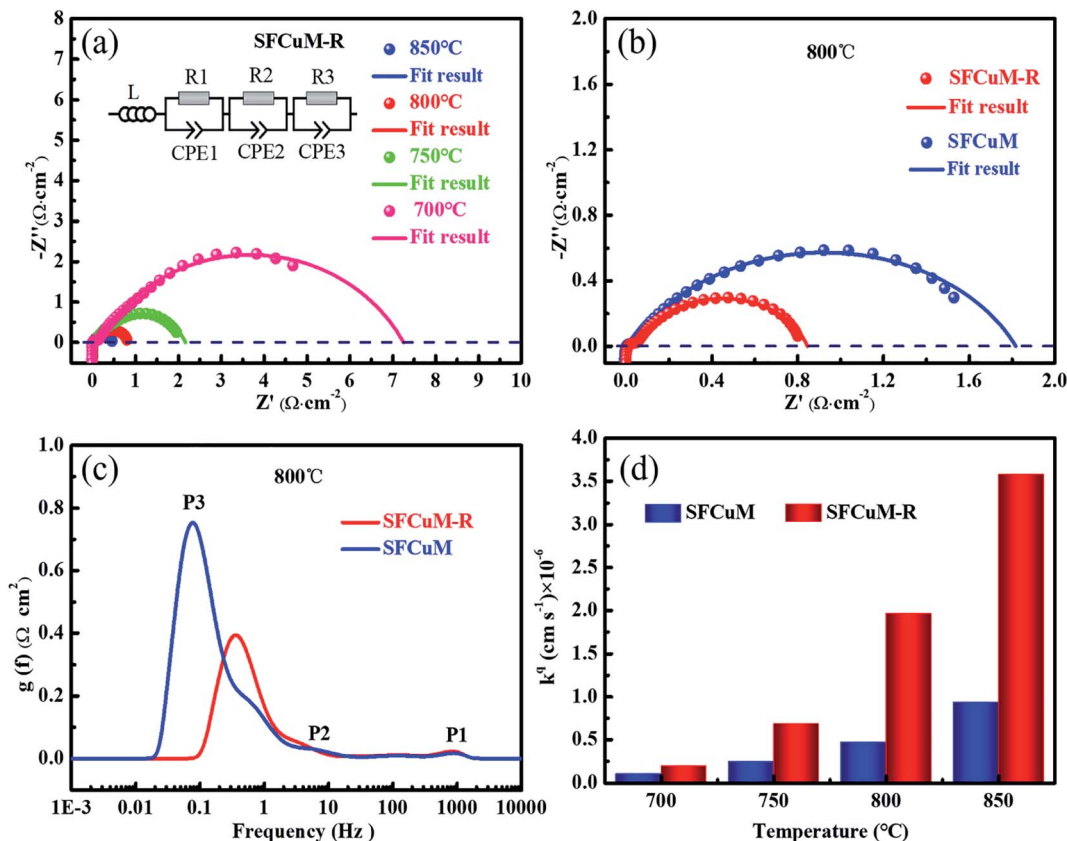 (a)
SFCuM-R
850°C
Fit result
800°C
Fit result
750°C
Fit result
700°C
Fit result
L
R1 R2 R3
CPE1 CPE2 CPE3
8
7
6
5
4
3
2
1
0
-Z''(Ω·cm⁻²)
0 1 2 3 4 5 6 7 8 9 10
Z' (Ω·cm⁻²)
(b)
800℃
SFCuM-R
Fit result
SFCuM
Fit result
2.0
1.6
1.2
0.8
0.4
0.0
-Z''(Ω·cm⁻²)
0.0 0.4 0.8 1.2 1.6 2.0
Z' (Ω·cm⁻²)
(c)
800℃
P3
SFCuM-R
SFCuM
P2
P1
1.0
0.8
0.6
0.4
0.2
0.0
g (f) (Ω cm²)
1E-3 0.01 0.1 1 10 100 1000 10000
Frequency (Hz )
(d)
SFCuM SFCuM-R
4.0
3.5
3.0
2.5
2.0
1.5
1.0
0.5
0.0
k^q (cm s⁻¹)×10⁻⁶
700 750 800 850
Temperature (°C)